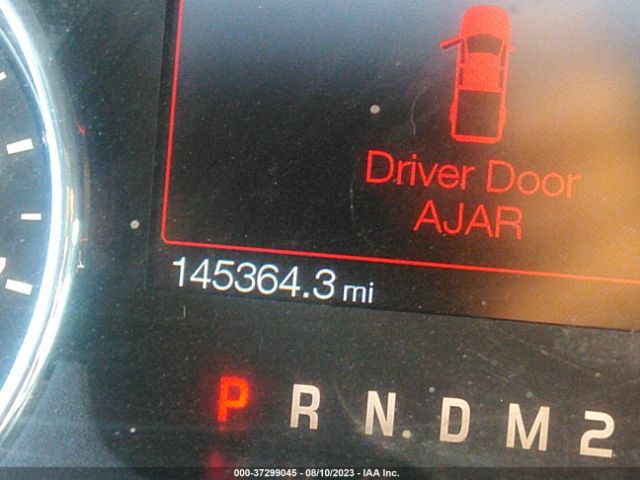 Driver Door
AJAR
145364.3 mi
P R N D M 2
000-37299045 - 08/10/2023 - IAA Inc.